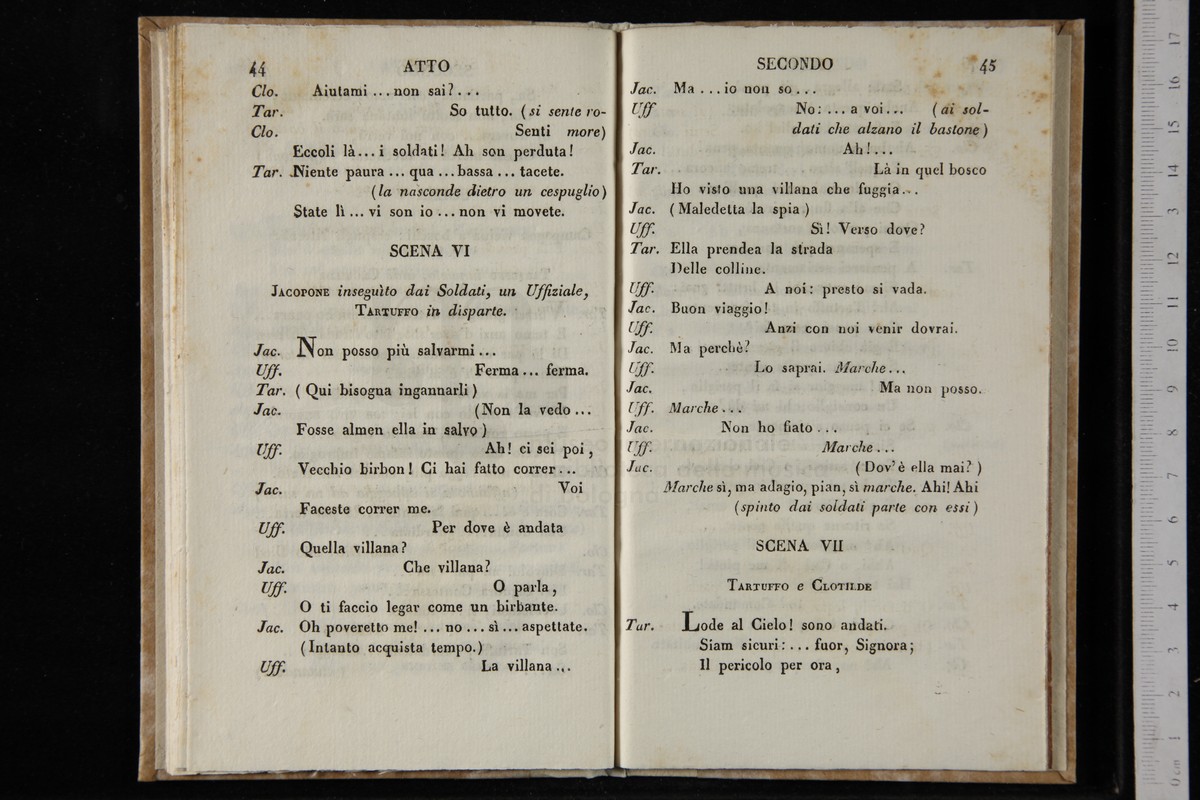 44 ATTO
Clo. Aiutami ... non sai? ...
Tar. So tutto. (si sente ro-
Clo. Senti more)
Eccoli là... i soldati! Ah son perduta!
Tar. Niente paura ... qua ... bassa ... tacete.
(la nasconde dietro un cespuglio)
State lì ... vi son io ... non vi movete.
SCENA VI
JACOPONE inseguìto dai Soldati, un Uffiziale,
TARTUFFO in disparte.
Jac. Non posso più salvarmi ...
Uff. Ferma ... ferma.
Tar. (Qui bisogna ingannarli)
Jac. (Non la vedo ...
Fosse almen ella in salvo)
Uff. Ah! ci sei poi,
Vecchio birbon! Ci hai fatto correr ...
Jac. Voi
Faceste correr me.
Uff. Per dove è andata
Quella villana?
Jac. Che villana?
Uff. O parla,
O ti faccio legar come un birbante.
Jac. Oh poveretto me! ... no ... sì ... aspettate.
(Intanto acquista tempo.)
Uff. La villana ...
SECONDO 45
Jac. Ma ... io non so ...
Uff No: ... a voi ... (ai sol-
dati che alzano il bastone)
Jac. Ah! ...
Tar. Là in quel bosco
Ho visto una villana che fuggia...
Jac. (Maledetta la spia)
Uff. Sì! Verso dove?
Tar. Ella prendea la strada
Delle colline.
Uff. A noi: presto si vada.
Jac. Buon viaggio!
Uff. Anzi con noi venir dovrai.
Jac. Ma perchè?
Uff. Lo saprai. Marche ...
Jac. Ma non posso.
Uff. Marche ...
Jac. Non ho fiato ...
Uff. Marche ...
Jac. (Dov'è ella mai?)
Marche sì, ma adagio, pian, sì marche. Ahi! Ahi
(spinto dai soldati parte con essi)
SCENA VII
TARTUFFO e CLOTILDE
Tar. Lode al Cielo! sono andati.
Siam sicuri: ... fuor, Signora;
Il pericolo per ora,